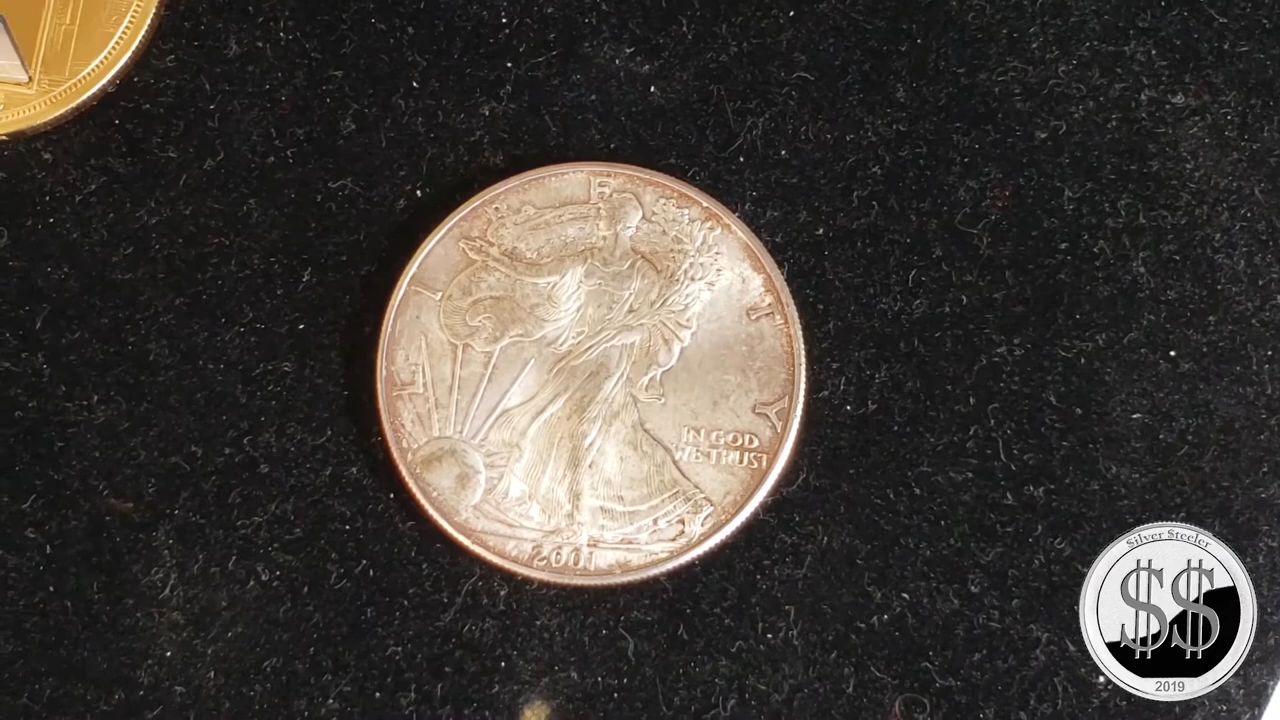 LIBERTY
IN GOD
WE TRUST
2001
Silver Steeler
$$
2019